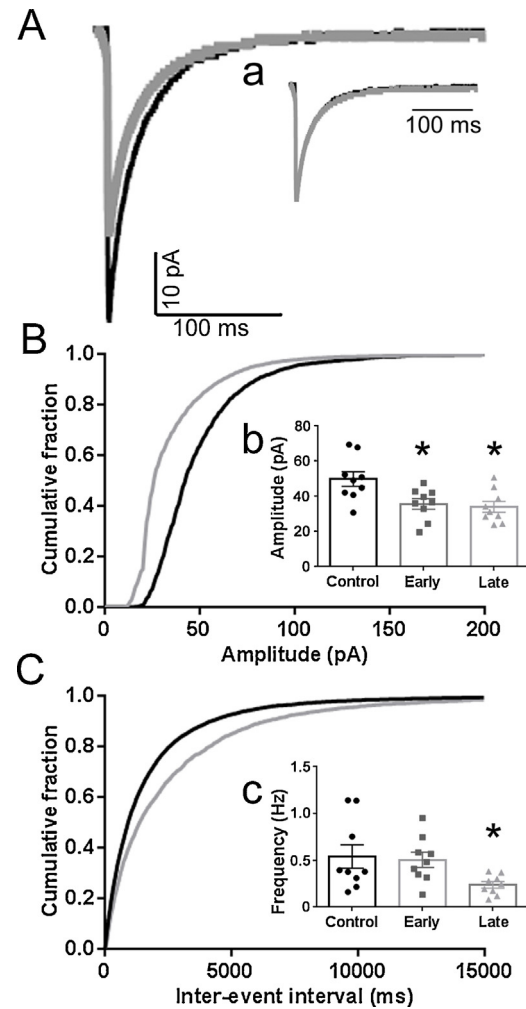 A
a
100 ms
10 pA
100 ms
B
1.0
0.8
0.6
0.4
0.2
0.0
Cumulative fraction
0 50 100 150 200
Amplitude (pA)
b
80
60
40
20
0
Amplitude (pA)
* *
Control Early Late
C
1.0
0.8
0.6
0.4
0.2
0.0
Cumulative fraction
0 5000 10000 15000
Inter-event interval (ms)
c
1.5
1.0
0.5
0.0
Frequency (Hz)
*
Control Early Late